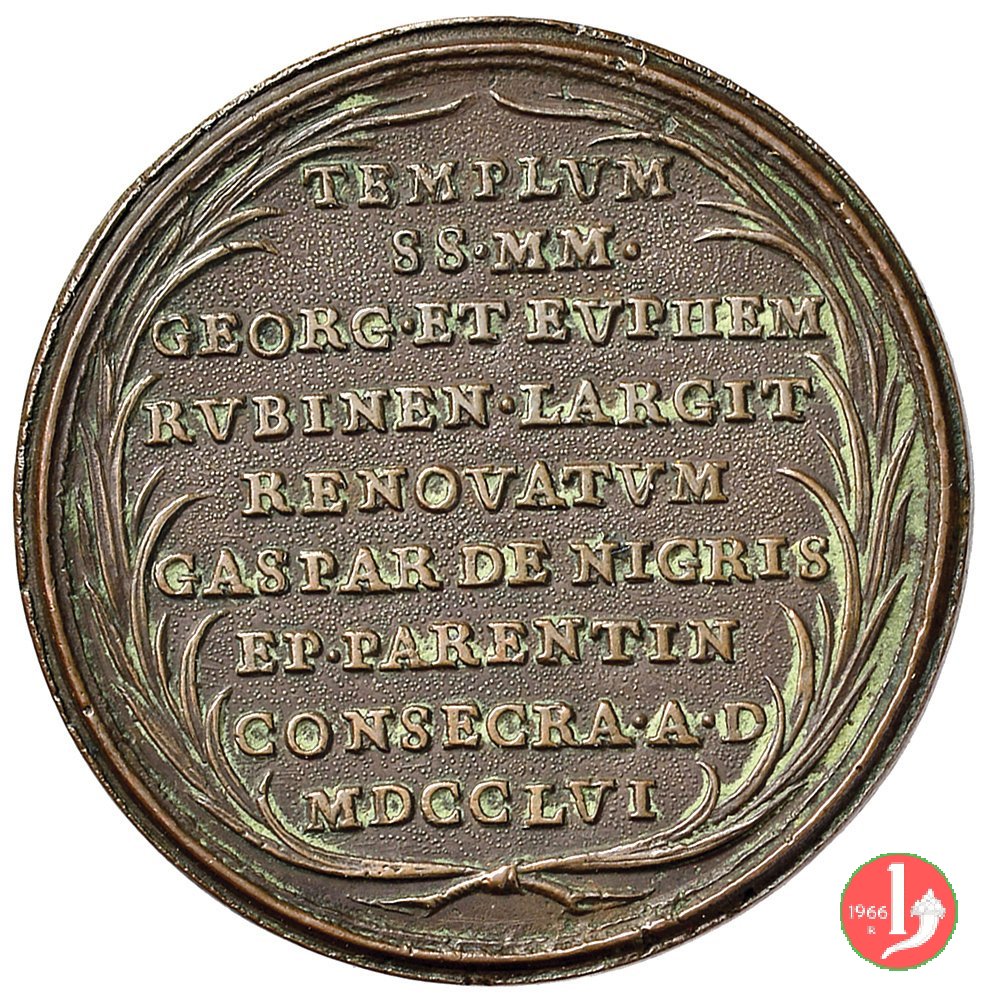 TEMPLVM
SS·MM·
GEORG·ET EVPHEM
RVBINEN·LARGIT
RENOVATVM
GASPAR DE NIGRIS
EP·PARENTIN
CONSECRA·A·D
MDCCLVI
1966
R